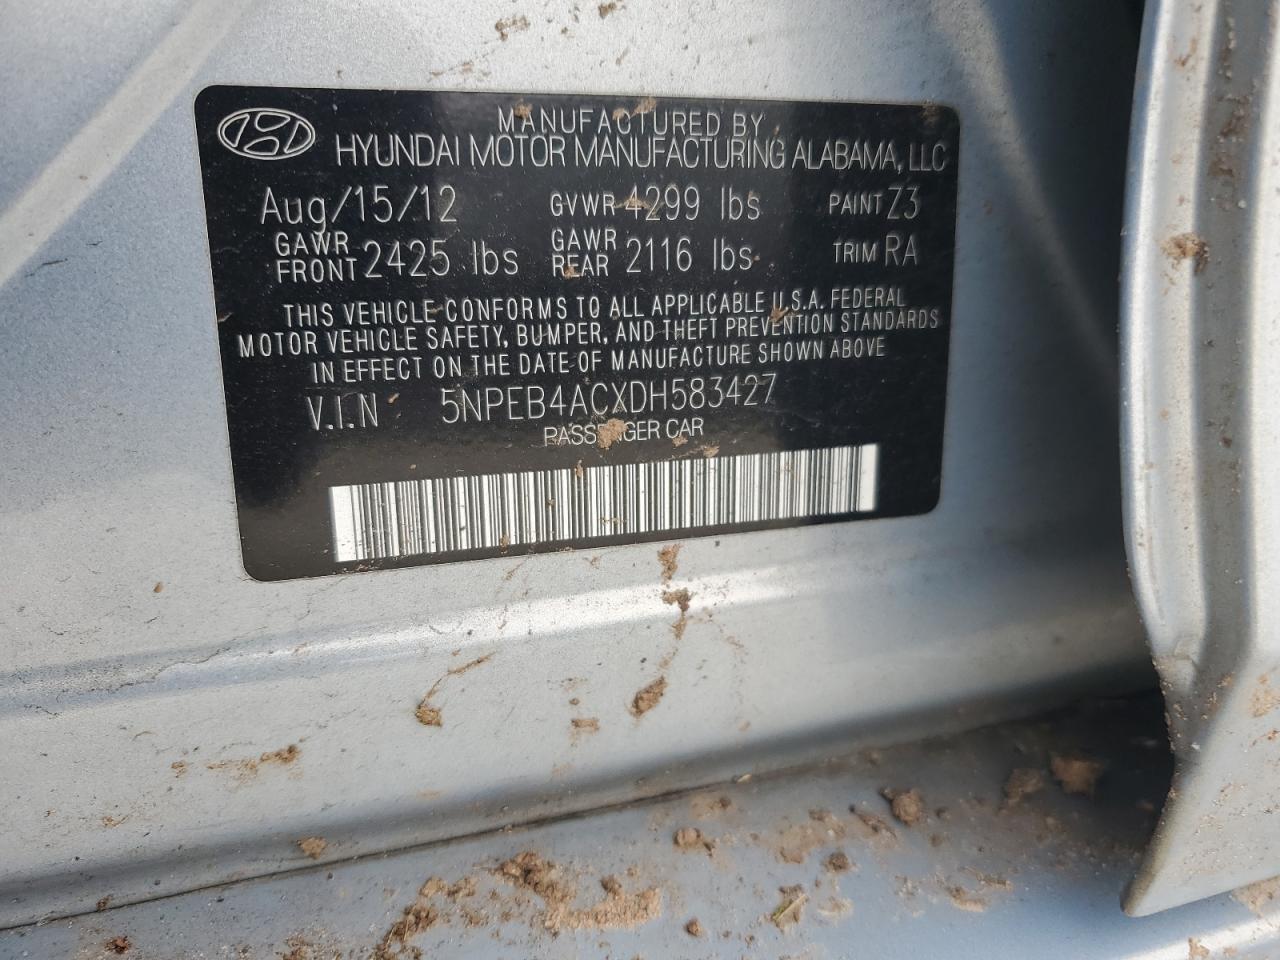 MANUFACTURED BY
HYUNDAI MOTOR MANUFACTURING ALABAMA, LLC
Aug/15/12 GVWR 4299 lbs PAINT Z3
GAWR FRONT 2425 lbs GAWR REAR 2116 lbs TRIM RA
THIS VEHICLE CONFORMS TO ALL APPLICABLE U.S.A. FEDERAL
MOTOR VEHICLE SAFETY, BUMPER, AND THEFT PREVENTION STANDARDS
IN EFFECT ON THE DATE OF MANUFACTURE SHOWN ABOVE
V.I.N 5NPEB4ACXDH583427
PASSENGER CAR